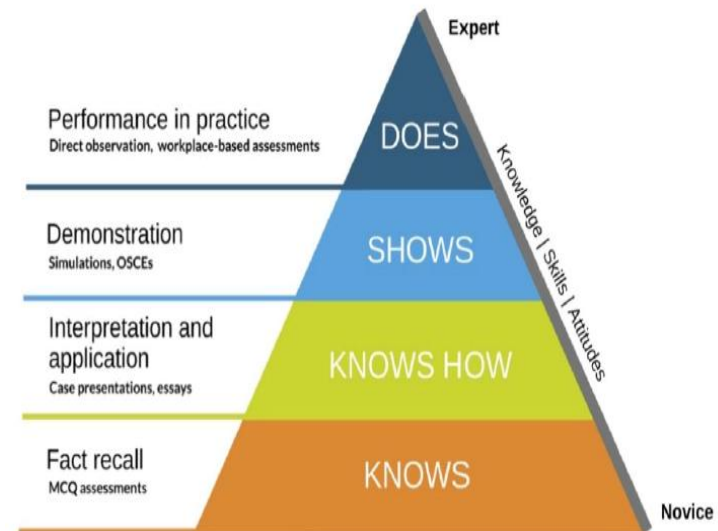 Expert
Performance in practice
Direct observation, workplace-based assessments
DOES
Knowledge | Skills | Attitudes
Demonstration
Simulations, OSCEs
SHOWS
Interpretation and
application
Case presentations, essays
KNOWS HOW
Fact recall
MCQ assessments
KNOWS
Novice